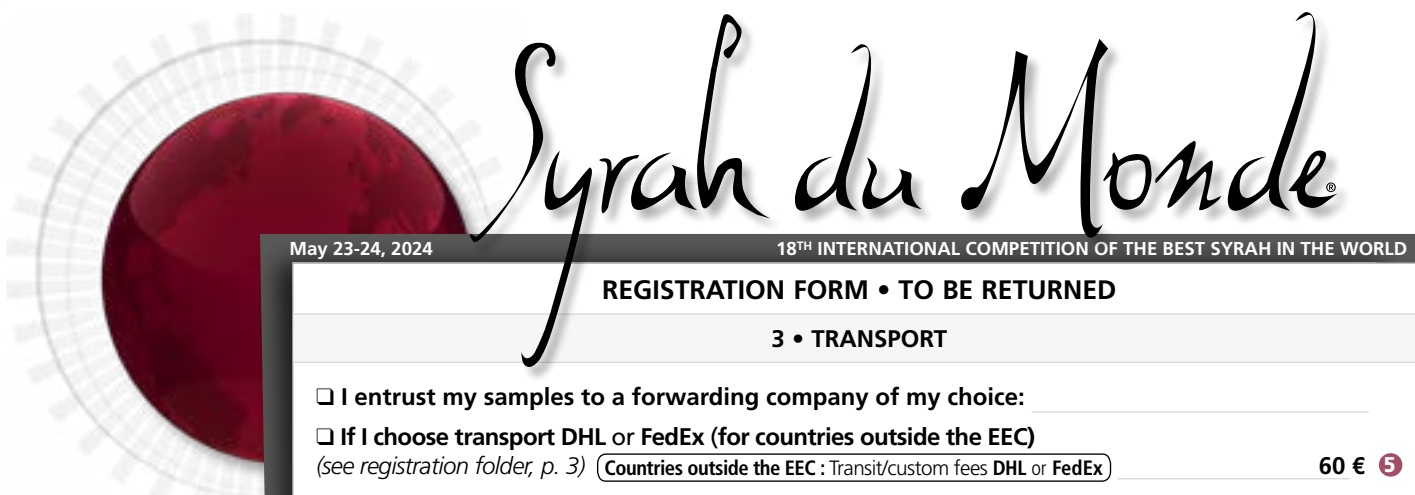 Syrah du Monde®
May 23-24, 2024 18TH INTERNATIONAL COMPETITION OF THE BEST SYRAH IN THE WORLD
REGISTRATION FORM • TO BE RETURNED
3 • TRANSPORT
❏ I entrust my samples to a forwarding company of my choice:
❏ If I choose transport DHL or FedEx (for countries outside the EEC)
(see registration folder, p. 3) Countries outside the EEC : Transit/custom fees DHL or FedEx 60 € 5